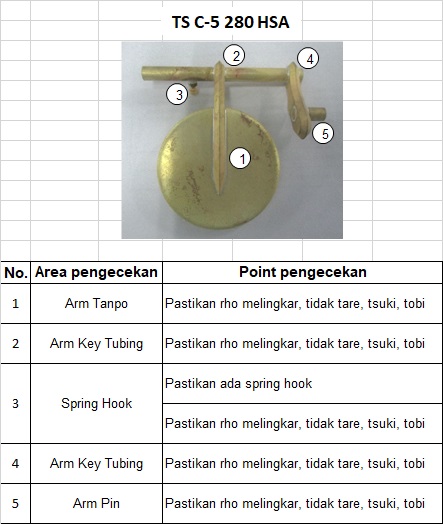 TS C-5 280 HSA
2
4
3
5
1
No. Area pengecekan Point pengecekan
1 Arm Tanpo Pastikan rho melingkar, tidak tare, tsuki, tobi
2 Arm Key Tubing Pastikan rho melingkar, tidak tare, tsuki, tobi
3 Spring Hook Pastikan ada spring hook
Pastikan rho melingkar, tidak tare, tsuki, tobi
4 Arm Key Tubing Pastikan rho melingkar, tidak tare, tsuki, tobi
5 Arm Pin Pastikan rho melingkar, tidak tare, tsuki, tobi